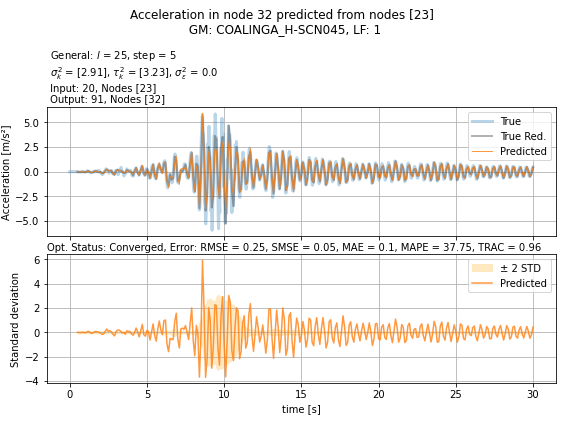 Acceleration in node 32 predicted from nodes [23]
GM: COALINGA_H-SCN045, LF: 1
General: l = 25, step = 5
σ²ₖ = [2.91], τ²ₖ = [3.23], σ²ε = 0.0
Input: 20, Nodes [23]
Output: 91, Nodes [32]
Acceleration [m/s²]
5.0
2.5
0.0
−2.5
−5.0
True
True Red.
Predicted
Opt. Status: Converged, Error: RMSE = 0.25, SMSE = 0.05, MAE = 0.1, MAPE = 37.75, TRAC = 0.96
Standard deviation
6
4
2
0
−2
−4
± 2 STD
Predicted
0 5 10 15 20 25 30
time [s]